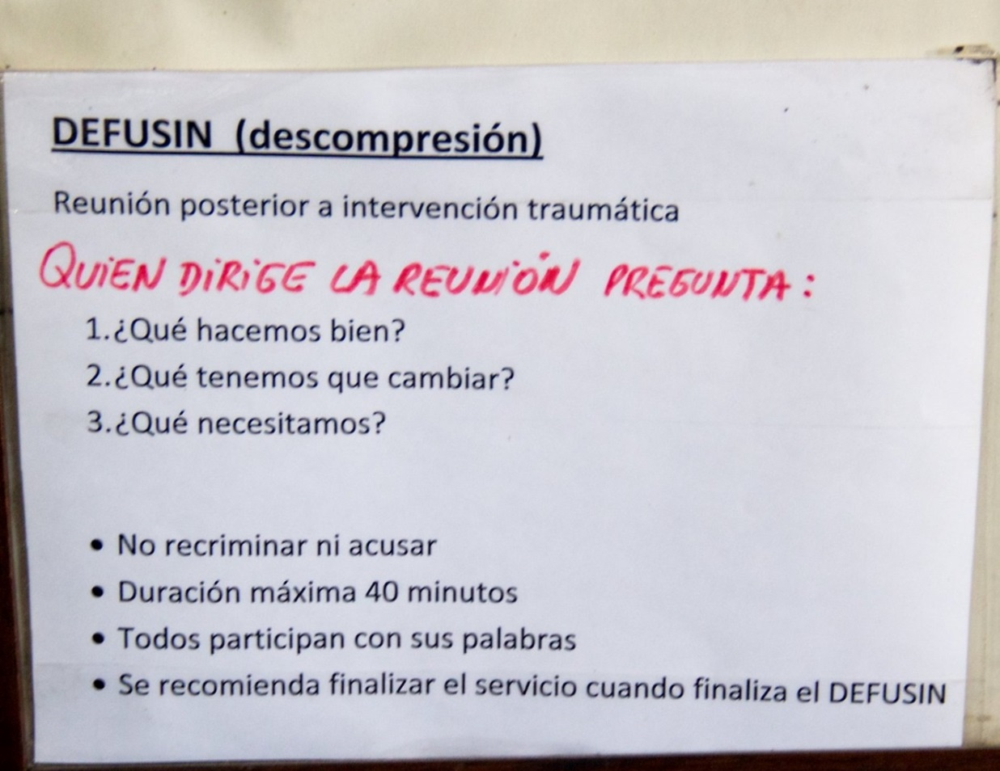 DEFUSIN (descompresión)
Reunión posterior a intervención traumática
QUIEN DIRIGE LA REUNIÓN PREGUNTA:
1.¿Qué hacemos bien?
2.¿Qué tenemos que cambiar?
3.¿Qué necesitamos?
• No recriminar ni acusar
• Duración máxima 40 minutos
• Todos participan con sus palabras
• Se recomienda finalizar el servicio cuando finaliza el DEFUSIN